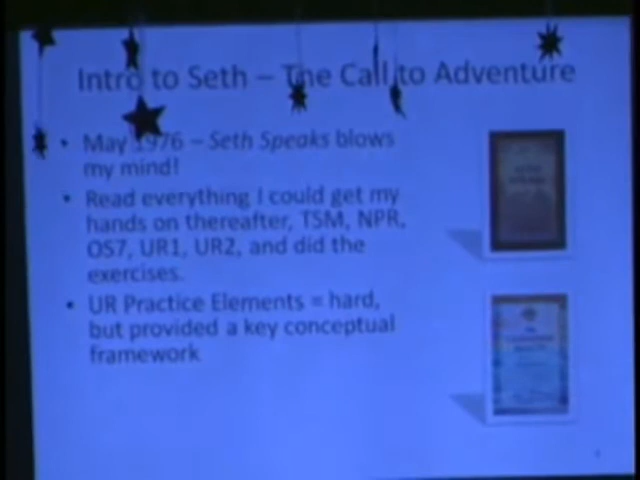 Intro to Seth – The Call to Adventure
• May 1976 – Seth Speaks blows
my mind!
• Read everything I could get my
hands on thereafter, TSM, NPR,
OS7, UR1, UR2, and did the
exercises.
• UR Practice Elements = hard,
but provided a key conceptual
framework